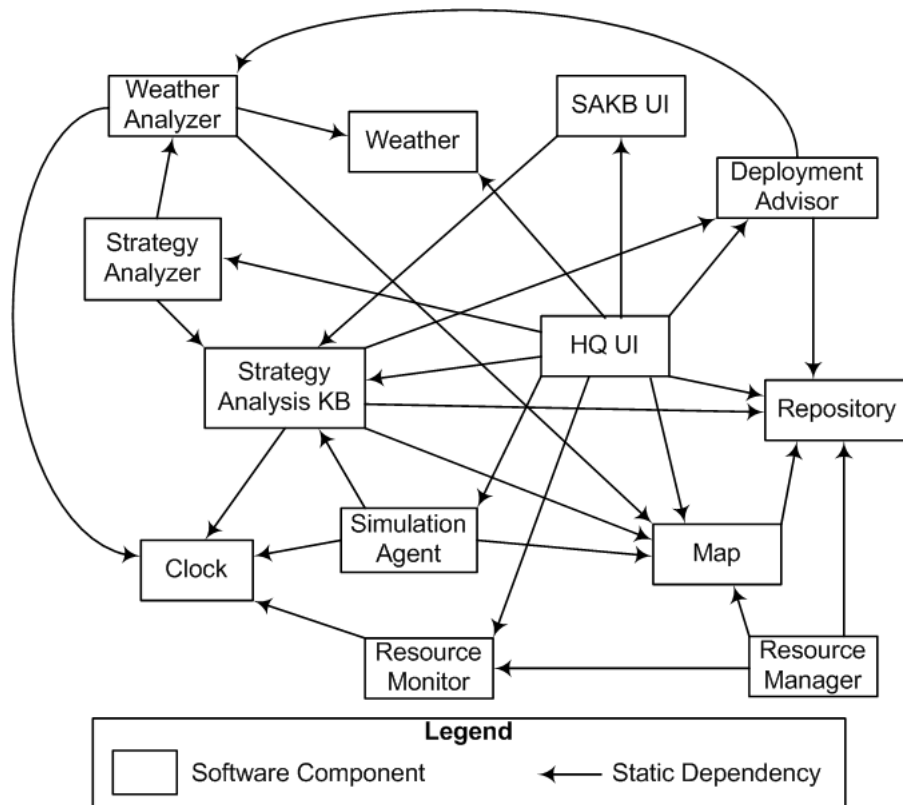 Weather
Analyzer
SAKB UI
Weather
Deployment
Advisor
Strategy
Analyzer
HQ UI
Strategy
Analysis KB
Repository
Simulation
Agent
Clock
Map
Resource
Monitor
Resource
Manager
Legend
Software Component
Static Dependency